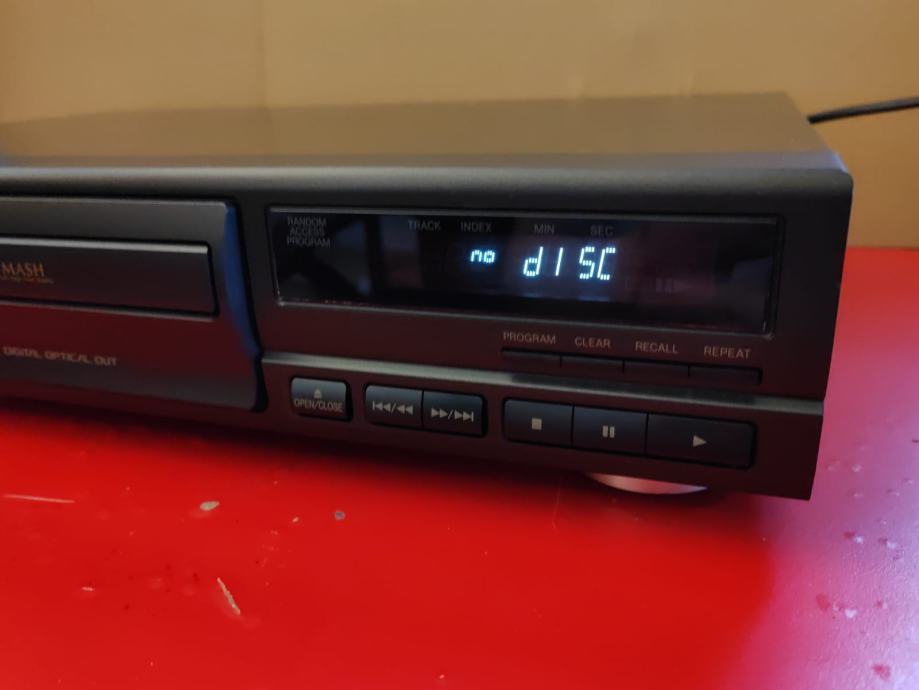 RANDOM
ACCESS
PROGRAM
TRACK INDEX MIN SEC
no dISC
MASH
DIGITAL OPTICAL OUT
PROGRAM CLEAR RECALL REPEAT
OPEN/CLOSE